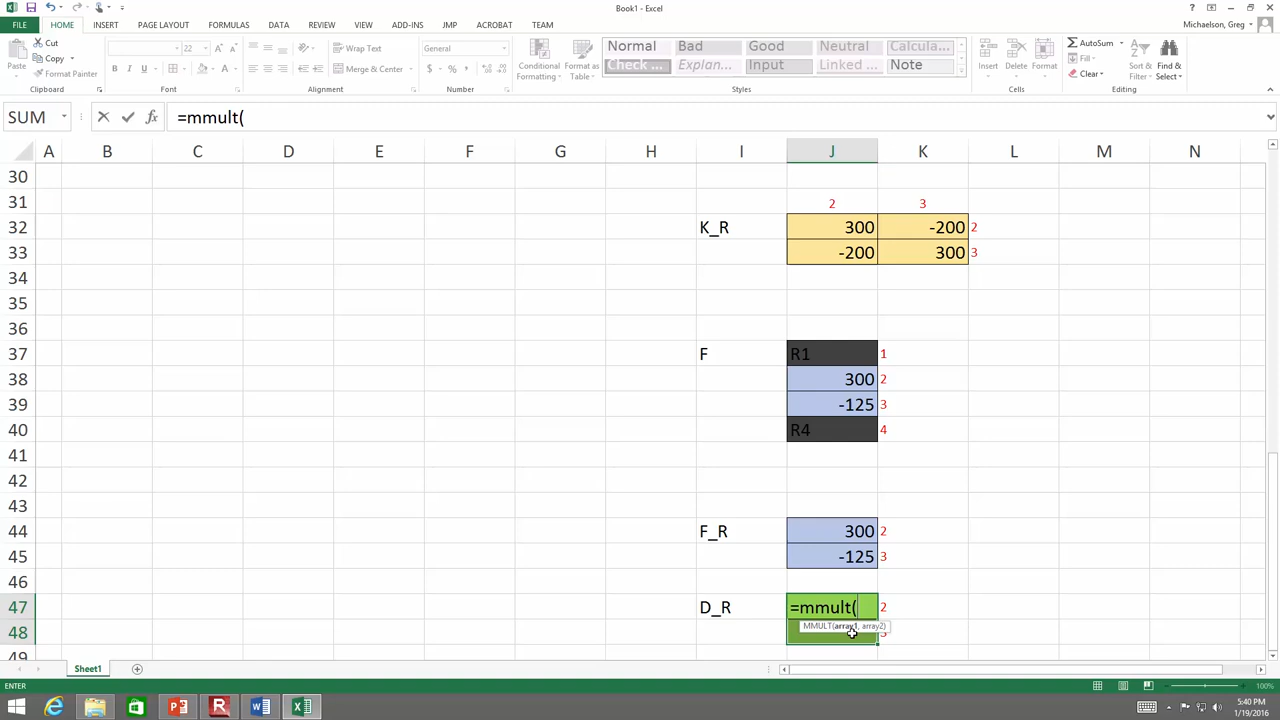 Book1 - Excel
FILE HOME INSERT PAGE LAYOUT FORMULAS DATA REVIEW VIEW ADD-INS JMP ACROBAT TEAM
Michaelson, Greg
Paste
Cut
Copy
Format Painter
Clipboard
22
B I U
Font
Wrap Text
Merge & Center
Alignment
General
$ % ,
Number
Conditional Formatting
Format as Table
Normal Bad Good Neutral Calcula...
Check ... Explan... Input Linked ... Note
Styles
Insert Delete Format
Cells
AutoSum
Fill
Clear
Sort & Filter
Find & Select
Editing
SUM
fx
=mmult(
A B C D E F G H I J K L M N
30
31 2 3
32 K_R 300 -200 2
33 -200 300 3
34
35
36
37 F R1 1
38 300 2
39 -125 3
40 R4 4
41
42
43
44 F_R 300 2
45 -125 3
46
47 D_R =mmult( 2
MMULT(array1, array2)
48
49
Sheet1
ENTER
100%
5:40 PM
1/19/2016